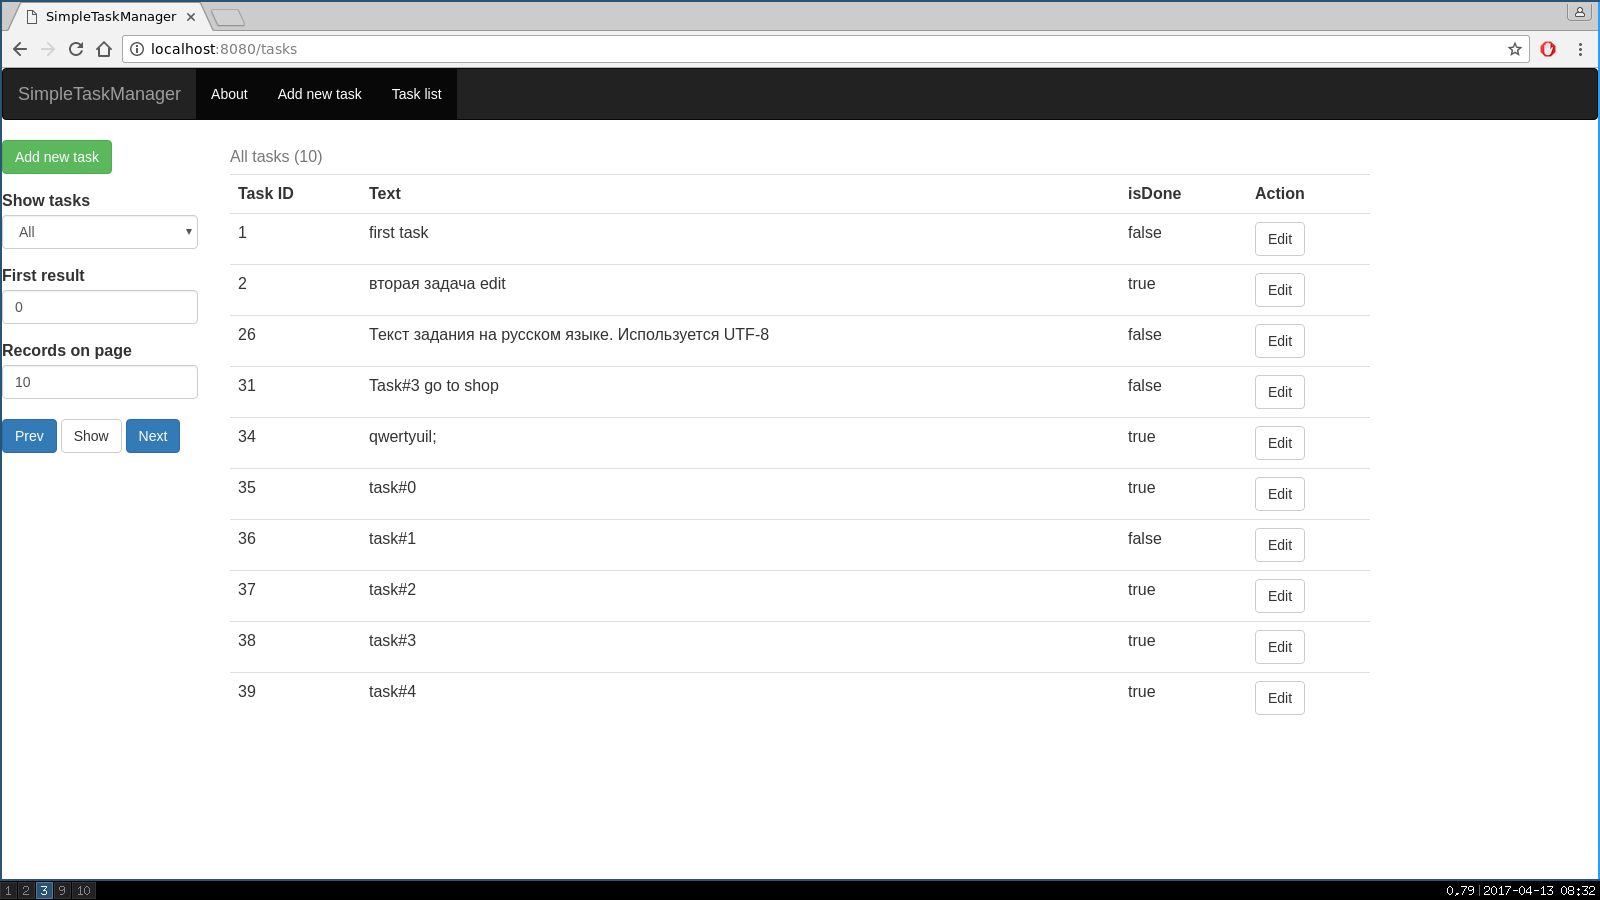 SimpleTaskManager
localhost:8080/tasks
SimpleTaskManager About Add new task Task list
Add new task
Show tasks
All
First result
0
Records on page
10
Prev Show Next
All tasks (10)
Task ID Text isDone Action
1 first task false Edit
2 вторая задача edit true Edit
26 Текст задания на русском языке. Используется UTF-8 false Edit
31 Task#3 go to shop false Edit
34 qwertyuil; true Edit
35 task#0 true Edit
36 task#1 false Edit
37 task#2 true Edit
38 task#3 true Edit
39 task#4 true Edit
1 2 3 9 10 0,79 2017-04-13 08:32